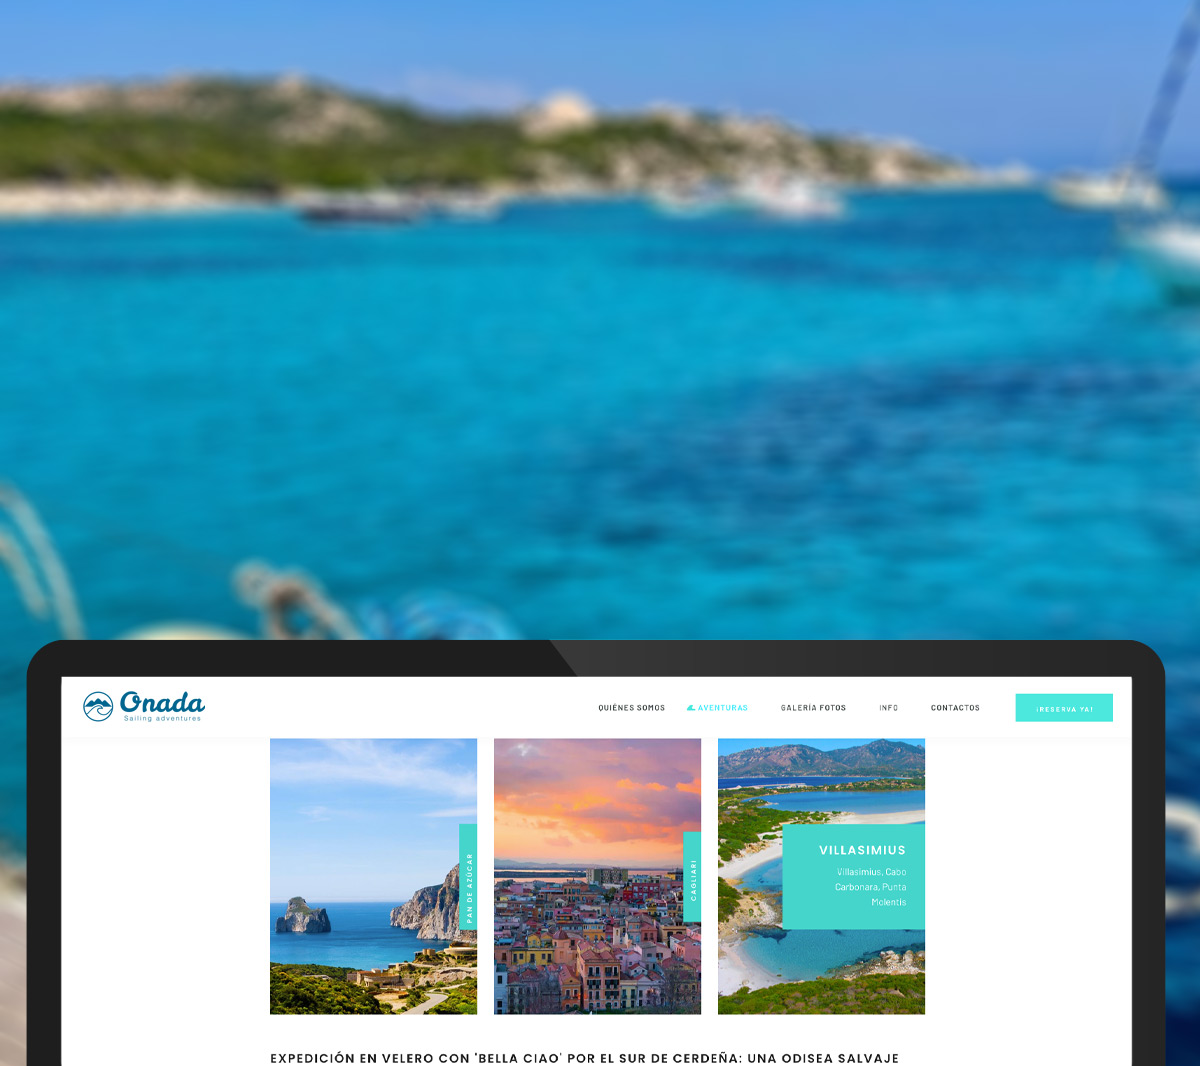 Onada
Sailing adventures
QUIÉNES SOMOS
AVENTURAS
GALERÍA FOTOS
INFO
CONTACTOS
¡RESERVA YA!
PAN DE AZÚCAR
CAGLIARI
VILLASIMIUS
Villasimius, Cabo
Carbonara, Punta
Molentis
EXPEDICIÓN EN VELERO CON 'BELLA CIAO' POR EL SUR DE CERDEÑA: UNA ODISEA SALVAJE